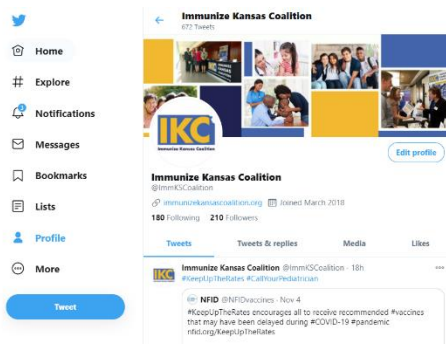 Immunize Kansas Coalition
672 Tweets
Home
# Explore
Notifications
Messages
Bookmarks
Lists
Profile
More
Tweet
IKC
Immunize Kansas Coalition
Edit profile
Immunize Kansas Coalition
@ImmKSCoalition
immunizekansascoalition.org Joined March 2018
180 Following 210 Followers
Tweets Tweets & replies Media Likes
IKC
Immunize Kansas Coalition @ImmKSCoalition · 18h
#KeepUpTheRates #CallYourPediatrician
NFID @NFIDvaccines · Nov 4
#KeepUpTheRates encourages all to receive recommended #vaccines
that may have been delayed during #COVID-19 #pandemic
nfid.org/KeepUpTheRates